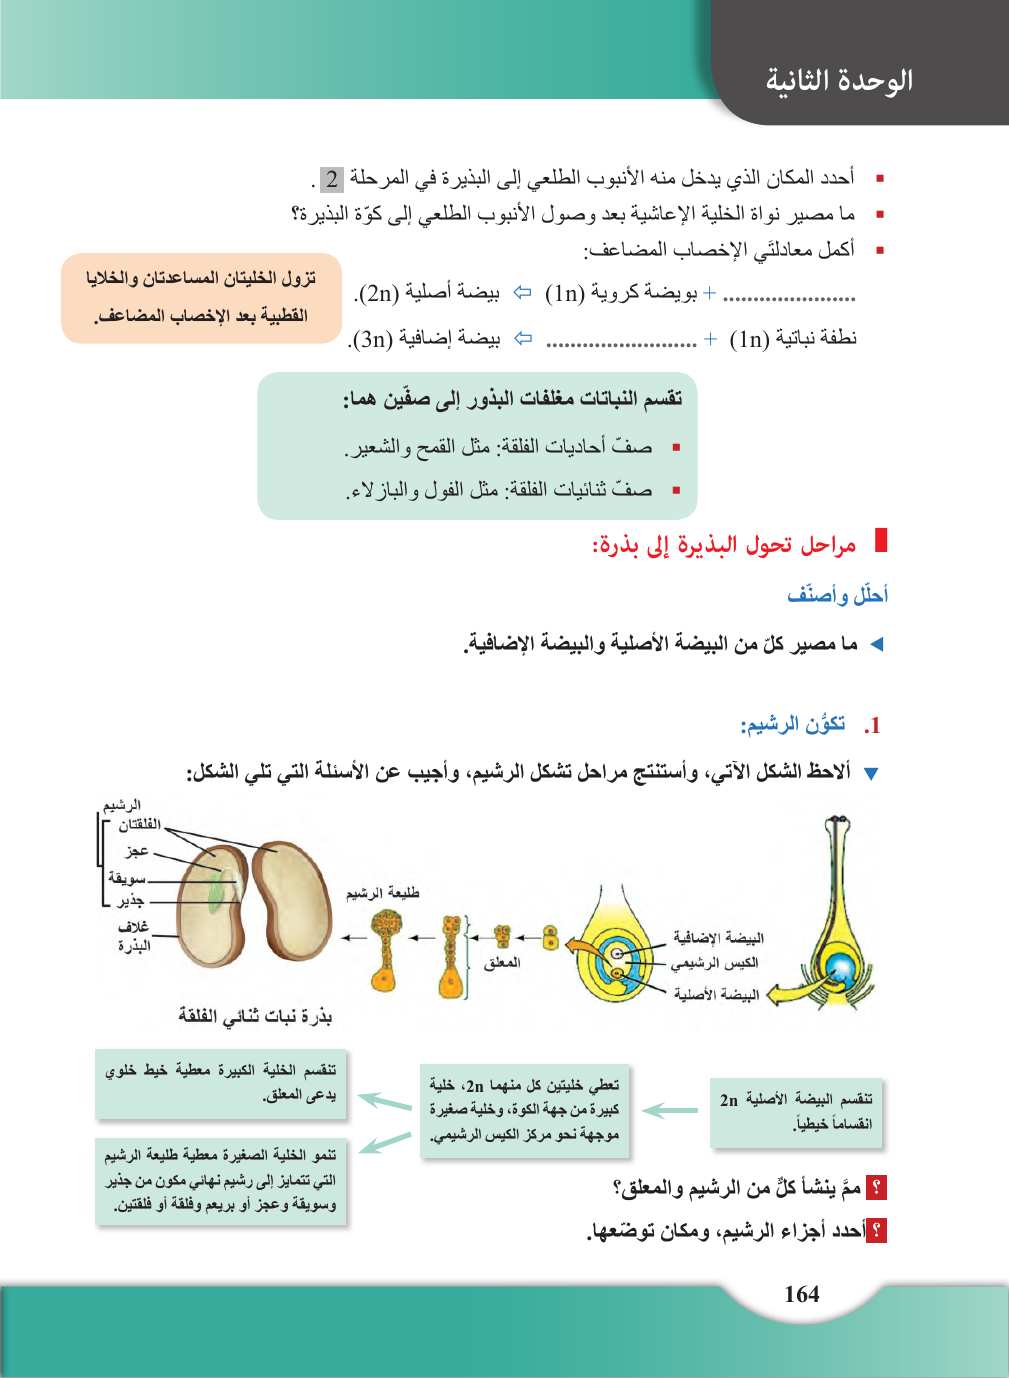 الوحدة الثانية
▪ أحدد المكان الذي يدخل منه الأنبوب الطلعي إلى البذيرة في المرحلة 2 .
▪ ما مصير نواة الخلية الإعاشية بعد وصول الأنبوب الطلعي إلى كوّة البذيرة؟
▪ أكمل معادلتَي الإخصاب المضاعف:
...................... + بويضة كروية (1n) ⇦ بيضة أصلية (2n).
نطفة نباتية (1n) + ......................... ⇦ بيضة إضافية (3n).
تزول الخليتان المساعدتان والخلايا
القطبية بعد الإخصاب المضاعف.
تقسم النباتات مغلفات البذور إلى صفّين هما:
▪ صفّ أحاديات الفلقة: مثل القمح والشعير.
▪ صفّ ثنائيات الفلقة: مثل الفول والبازلاء.
مراحل تحول البذيرة إلى بذرة:
أحلّل وأصنّف
◄ ما مصير كلّ من البيضة الأصلية والبيضة الإضافية.
1. تكوُّن الرشيم:
▼ ألاحظ الشكل الآتي، وأستنتج مراحل تشكل الرشيم، وأجيب عن الأسئلة التي تلي الشكل:
الرشيم
الفلقتان
عجز
سويقة
جذير
غلاف
البذرة
طليعة الرشيم
المعلق
البيضة الإضافية
الكيس الرشيمي
البيضة الأصلية
بذرة نبات ثنائي الفلقة
تنقسم البيضة الأصلية 2n
انقساماً خيطياً.
تعطي خليتين كل منهما 2n، خلية
كبيرة من جهة الكوة، وخلية صغيرة
موجهة نحو مركز الكيس الرشيمي.
تنقسم الخلية الكبيرة معطية خيط خلوي
يدعى المعلق.
تنمو الخلية الصغيرة معطية طليعة الرشيم
التي تتمايز إلى رشيم نهائي مكون من جذير
وسويقة وعجز أو بريعم وفلقة أو فلقتين.
؟ ممَّ ينشأ كلٌّ من الرشيم والمعلق؟
؟ أحدد أجزاء الرشيم، ومكان توضّعها.
164